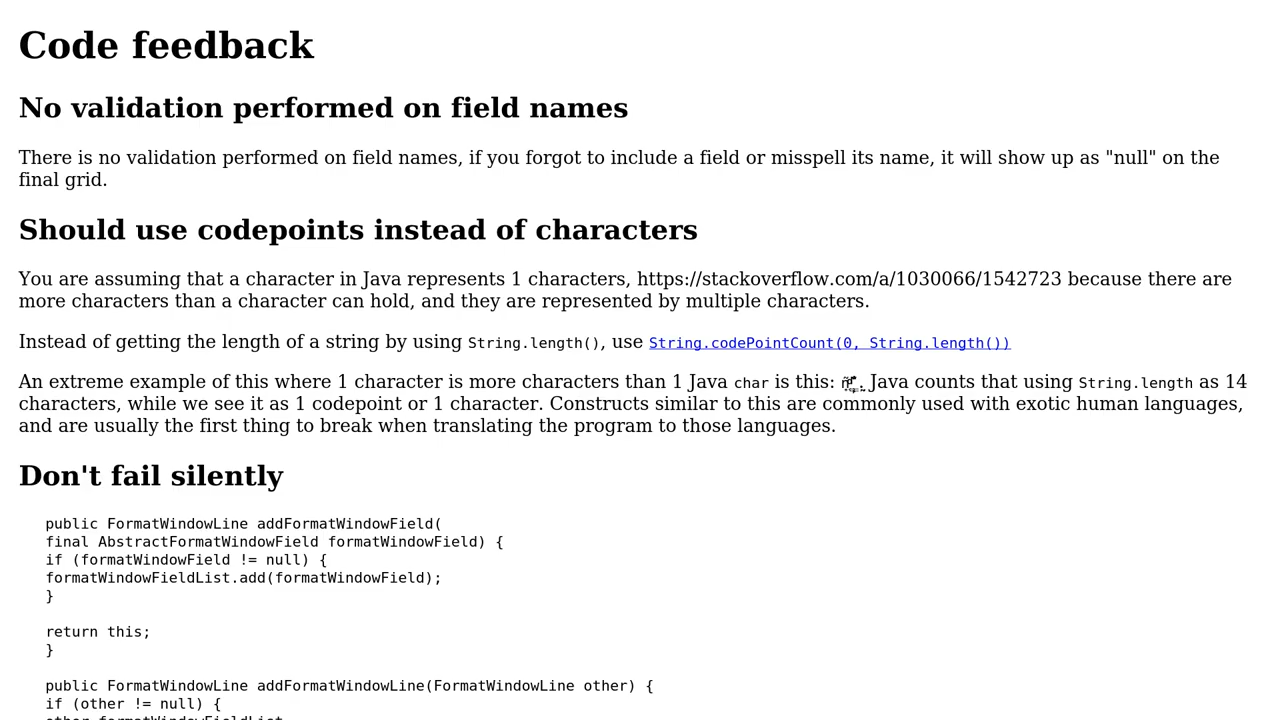 Code feedback
No validation performed on field names
There is no validation performed on field names, if you forgot to include a field or misspell its name, it will show up as "null" on the
final grid.
Should use codepoints instead of characters
You are assuming that a character in Java represents 1 characters, https://stackoverflow.com/a/1030066/1542723 because there are
more characters than a character can hold, and they are represented by multiple characters.
Instead of getting the length of a string by using String.length(), use String.codePointCount(0, String.length())
An extreme example of this where 1 character is more characters than 1 Java char is this: Java counts that using String.length as 14
characters, while we see it as 1 codepoint or 1 character. Constructs similar to this are commonly used with exotic human languages,
and are usually the first thing to break when translating the program to those languages.
Don't fail silently
public FormatWindowLine addFormatWindowField(
final AbstractFormatWindowField formatWindowField) {
if (formatWindowField != null) {
formatWindowFieldList.add(formatWindowField);
}
return this;
}
public FormatWindowLine addFormatWindowLine(FormatWindowLine other) {
if (other != null) {